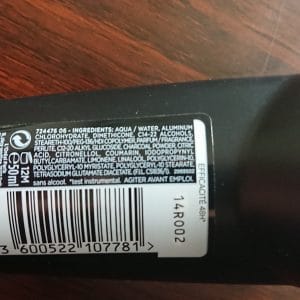 724476 06 - INGREDIENTS: AQUA / WATER, ALUMINUM
CHLOROHYDRATE, DIMETHICONE, C14-22 ALCOHOLS,
STEARETH-100/PEG-136/HDI COPOLYMER, PARFUM / FRAGRANCE,
PERLITE, C12-20 ALKYL GLUCOSIDE, CHARCOAL POWDER, CITRIC
ACID, CITRONELLOL, COUMARIN, IODOPROPYNYL
BUTYLCARBAMATE, LIMONENE, LINALOOL, POLYGLYCERIN-10,
POLYGLYCERYL-10 MYRISTATE, POLYGLYCERYL-10 STEARATE,
TETRASODIUM GLUTAMATE DIACETATE, (F.I.L.
sans alcool. *test instrumental. AGITER AVANT EMPLOI
12M
50ml
3 600522 107781 >
14R002
EFFICACITÉ 48H*